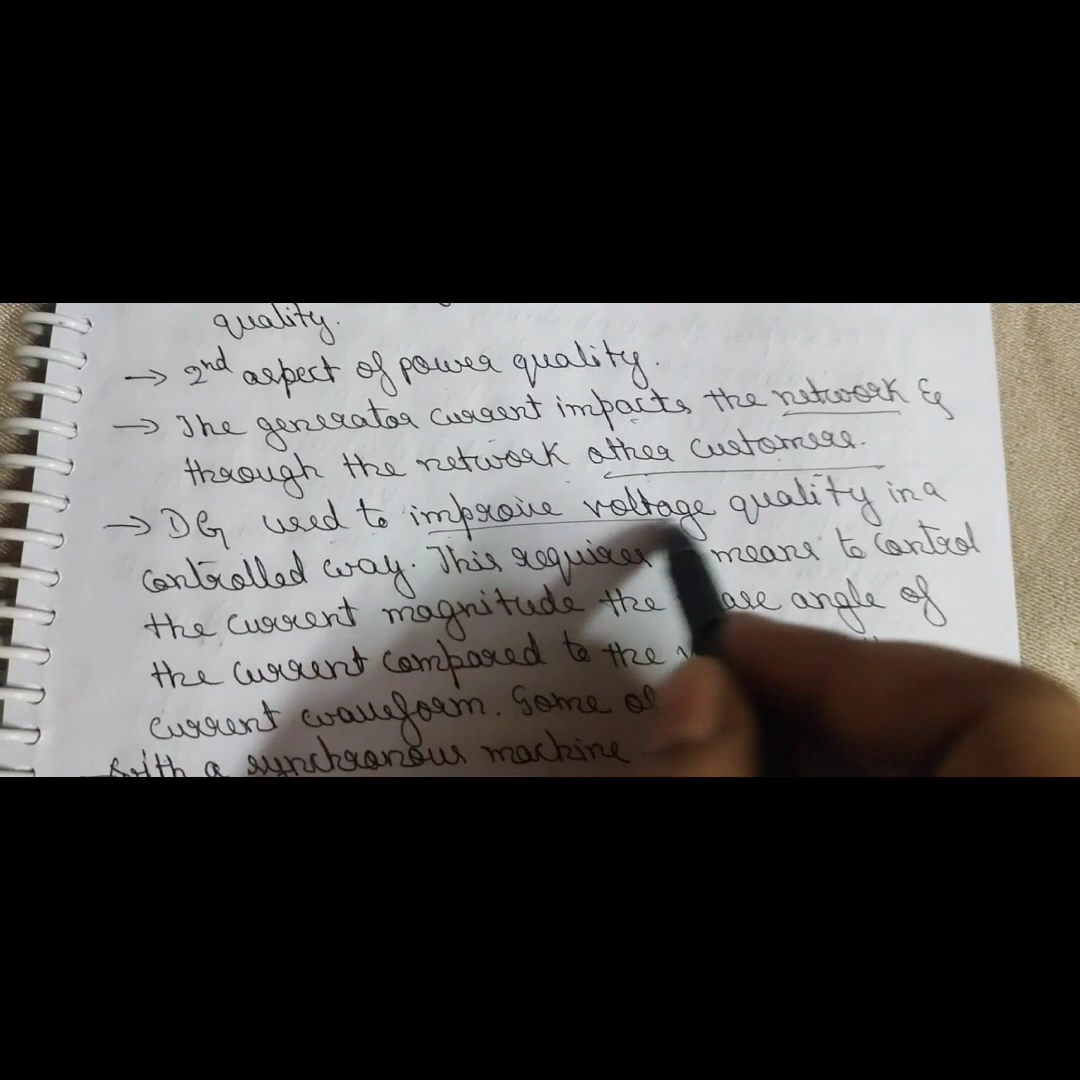 quality.
→ 2nd aspect of power quality.
→ The generator current impacts the network &
through the network other customers.
→ DG used to improve voltage quality in a
controlled way. This requires means to control
the current magnitude the angle of
the current compared to the
current waveform. Some
with a synchronous machine